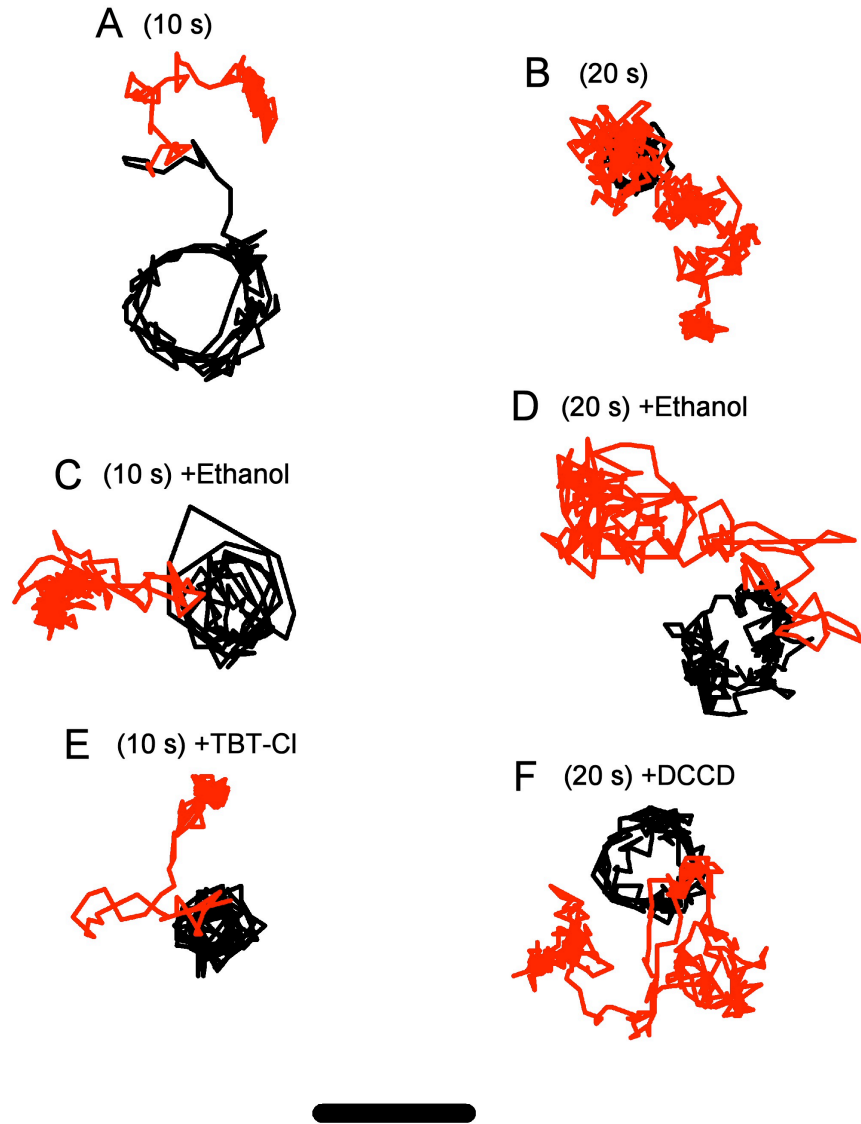 A (10 s)
B (20 s)
C (10 s) +Ethanol
D (20 s) +Ethanol
E (10 s) +TBT-Cl
F (20 s) +DCCD